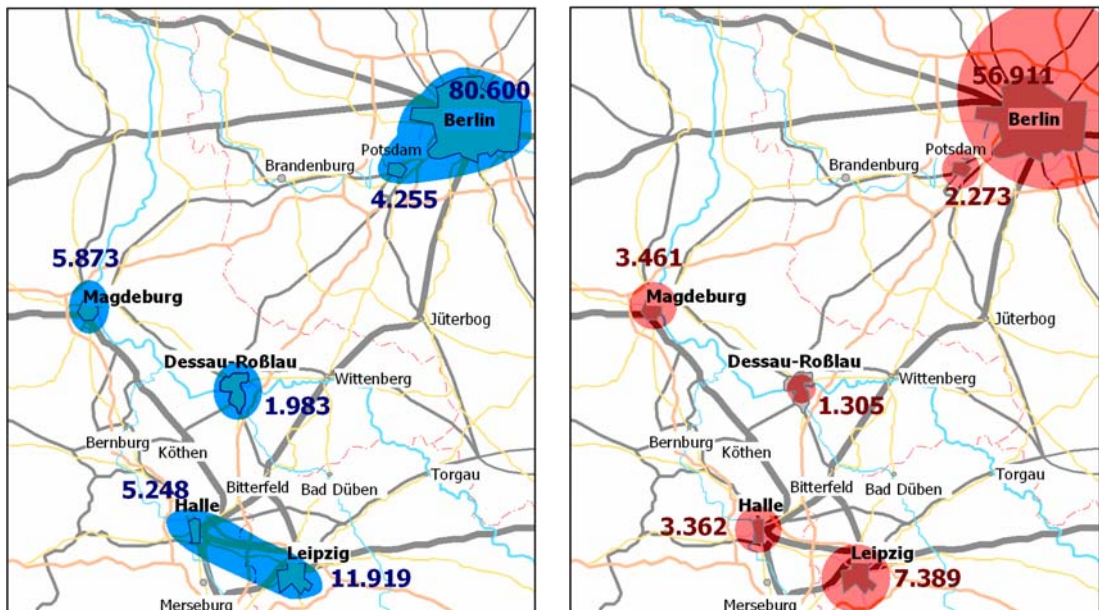 80.600
Berlin
Potsdam
Brandenburg
4.255
5.873
Magdeburg
Jüterbog
Dessau-Roßlau
Wittenberg
1.983
Bernburg
Köthen
Torgau
5.248
Bitterfeld
Bad Düben
Halle
Leipzig
11.919
Merseburg
56.911
Berlin
Potsdam
Brandenburg
2.273
3.461
Magdeburg
Jüterbog
Dessau-Roßlau
Wittenberg
1.305
Bernburg
Köthen
Torgau
Bitterfeld
Bad Düben
Halle
3.362
Leipzig
7.389
Merseburg